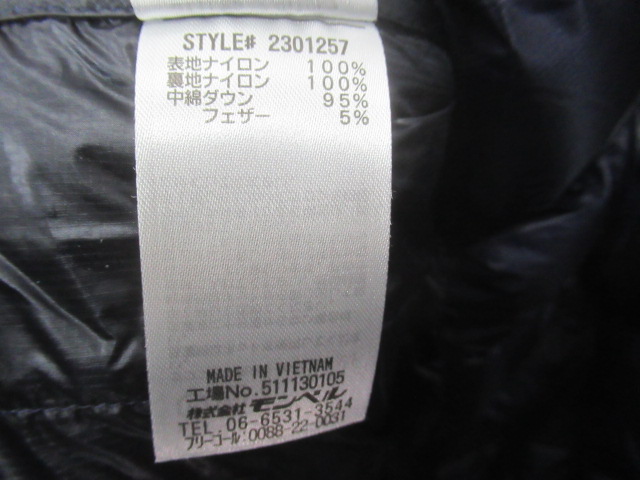 STYLE# 2301257
表地ナイロン 100%
裏地ナイロン 100%
中綿ダウン 95%
フェザー 5%
MADE IN VIETNAM
工場No.511130105
株式会社モンベル
TEL 06-6531-3544
フリーコール:0088-22-0031